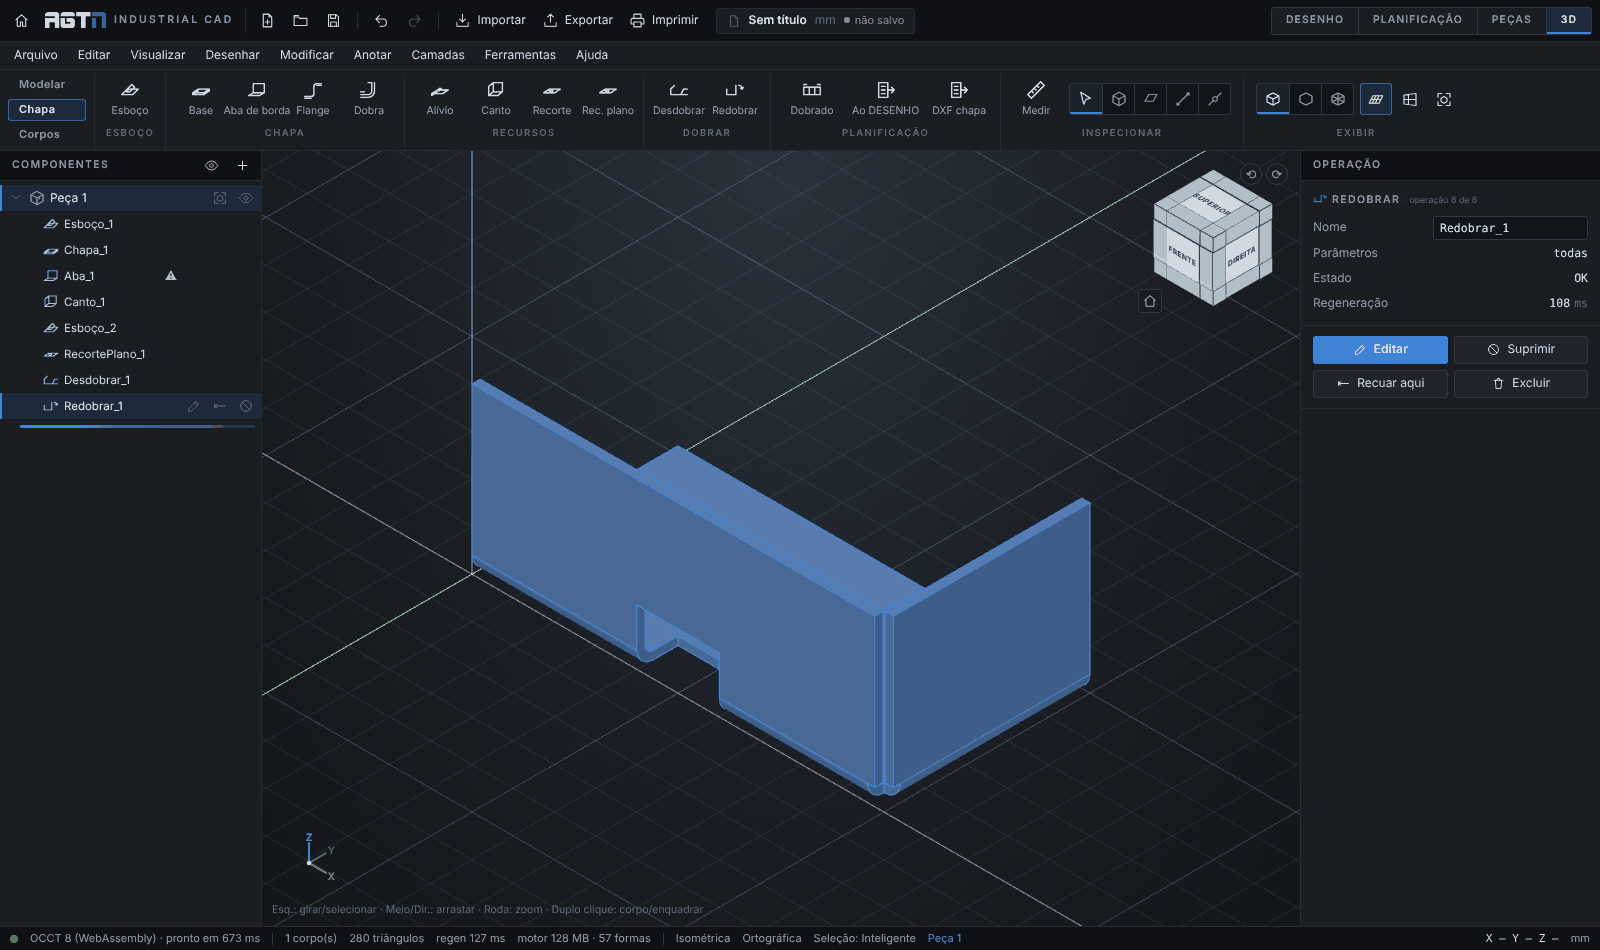 AGTN INDUSTRIAL CAD
Importar
Exportar
Imprimir
Sem título mm não salvo
DESENHO
PLANIFICAÇÃO
PEÇAS
3D
Arquivo Editar Visualizar Desenhar Modificar Anotar Camadas Ferramentas Ajuda
Modelar
Chapa
Corpos
Esboço
ESBOÇO
Base Aba de borda Flange Dobra
CHAPA
Alívio Canto Recorte Rec. plano
RECURSOS
Desdobrar Redobrar
DOBRAR
Dobrado Ao DESENHO DXF chapa
PLANIFICAÇÃO
Medir
INSPECIONAR
EXIBIR
COMPONENTES
Peça 1
Esboço_1
Chapa_1
Aba_1
Canto_1
Esboço_2
RecortePlano_1
Desdobrar_1
Redobrar_1
SUPERIOR
FRENTE
DIREITA
Z
Y
X
Esq.: girar/selecionar · Meio/Dir.: arrastar · Roda: zoom · Duplo clique: corpo/enquadrar
OPERAÇÃO
REDOBRAR · operação 8 de 8
Nome Redobrar_1
Parâmetros todas
Estado OK
Regeneração 108 ms
Editar
Suprimir
Recuar aqui
Excluir
OCCT 8 (WebAssembly) · pronto em 673 ms
1 corpo(s) 280 triângulos regen 127 ms motor 128 MB · 57 formas
Isométrica Ortográfica Seleção: Inteligente Peça 1
X – Y – Z – mm